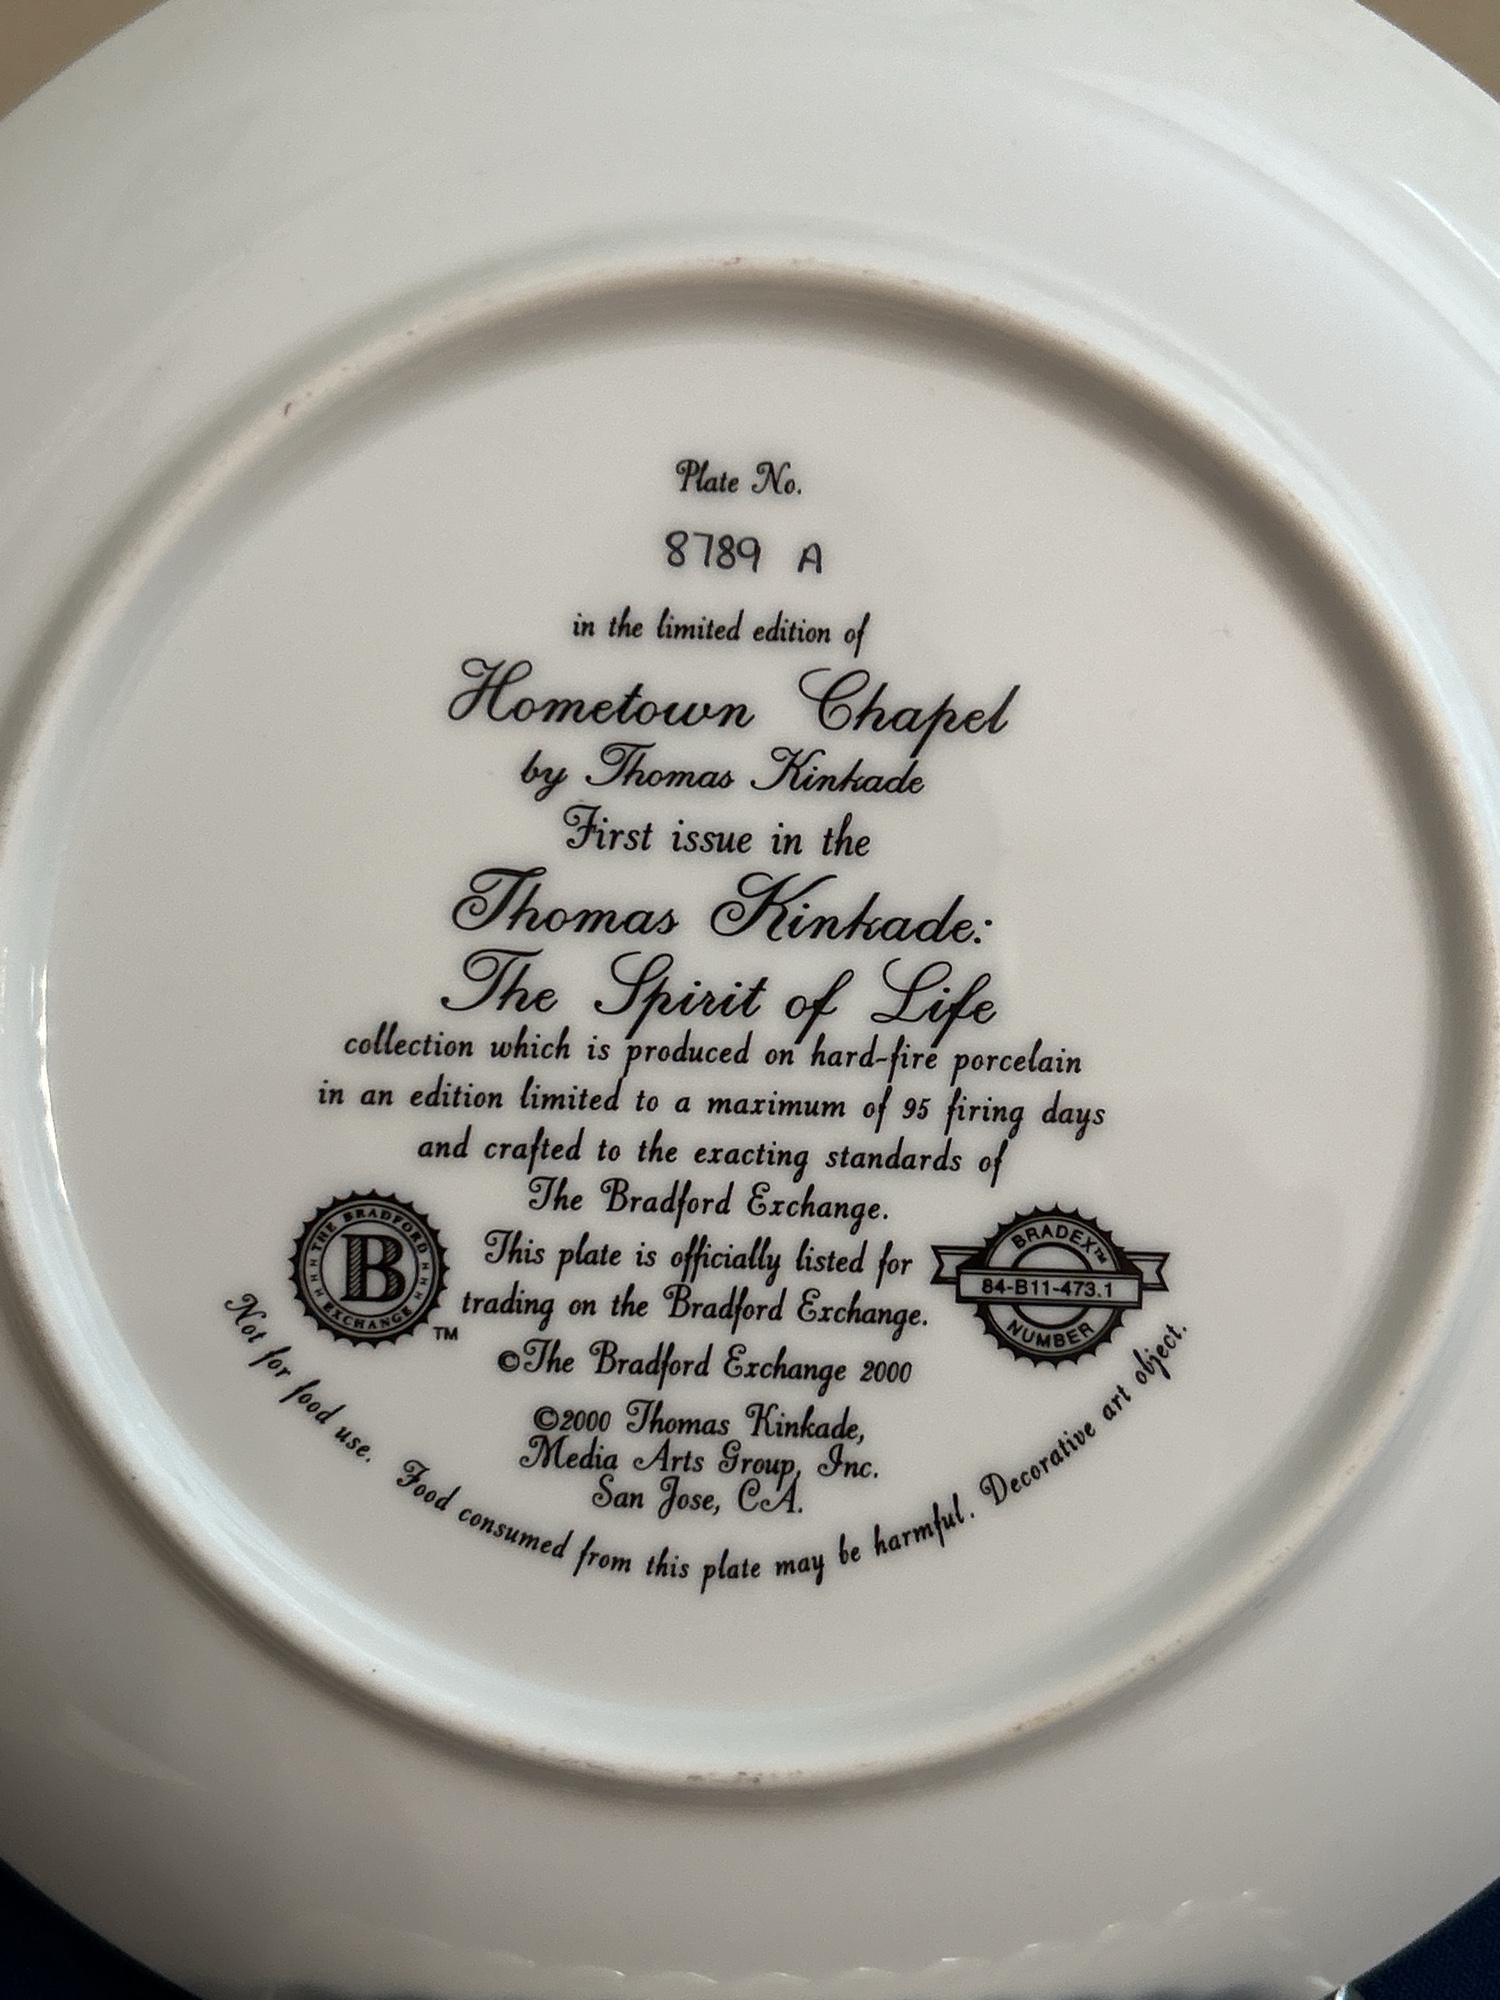 Plate No.
8789 A
in the limited edition of
Hometown Chapel
by Thomas Kinkade
First issue in the
Thomas Kinkade:
The Spirit of Life
collection which is produced on hard-fire porcelain
in an edition limited to a maximum of 95 firing days
and crafted to the exacting standards of
The Bradford Exchange.
This plate is officially listed for
trading on the Bradford Exchange.
©The Bradford Exchange 2000
©2000 Thomas Kinkade,
Media Arts Group, Inc.
San Jose, CA.
THE BRADFORD
B
EXCHANGE
TM
BRADEX™
84-B11-473.1
NUMBER
Not for food use. Food consumed from this plate may be harmful. Decorative art object.